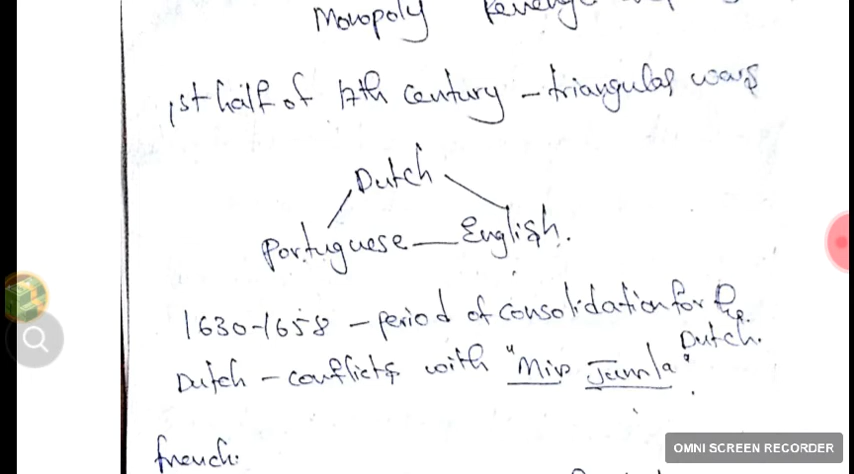 Monopoly
1st half of 17th Century - triangular wars
Dutch
Portuguese English.
1630-1658 - period of consolidation for
Dutch.
Dutch - conflicts with "Mir Jumla"
french:
OMNI SCREEN RECORDER